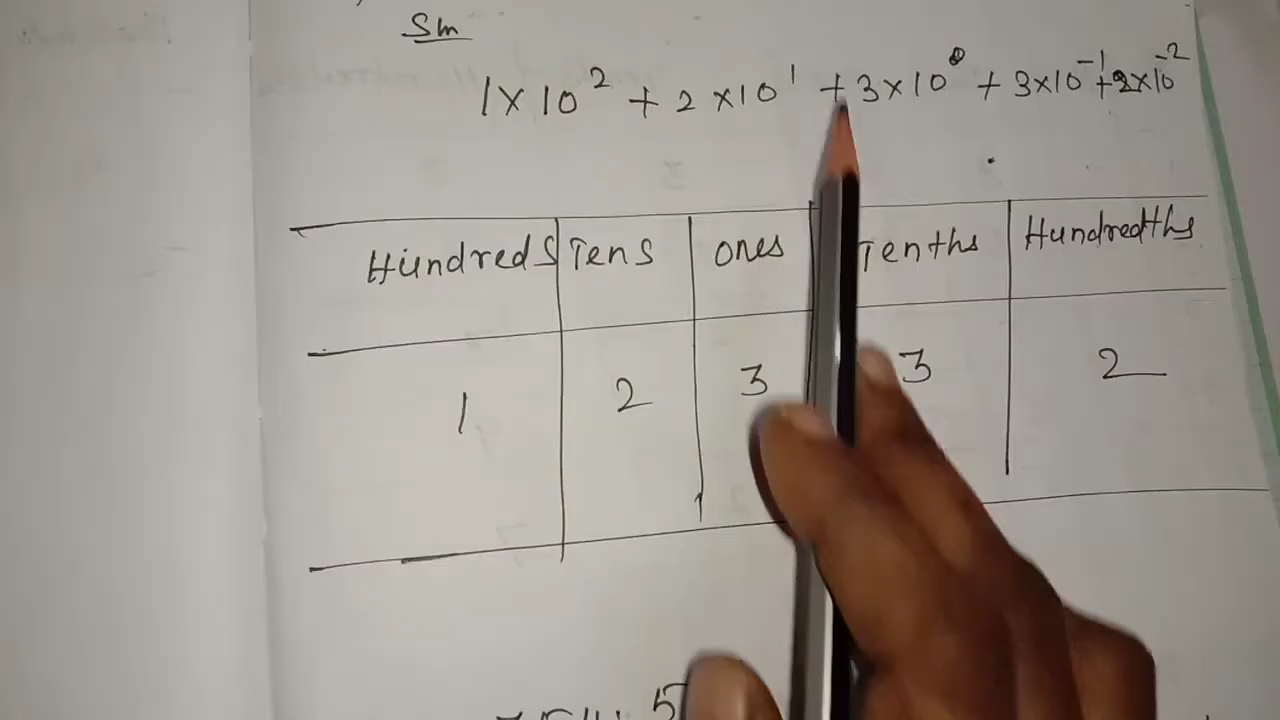 Sln
1 × 10² + 2 × 10¹ + 3 × 10⁰ + 3 × 10⁻¹ + 2 × 10⁻²
Hundreds Tens Ones Tenths Hundredths
1 2 3 3 2